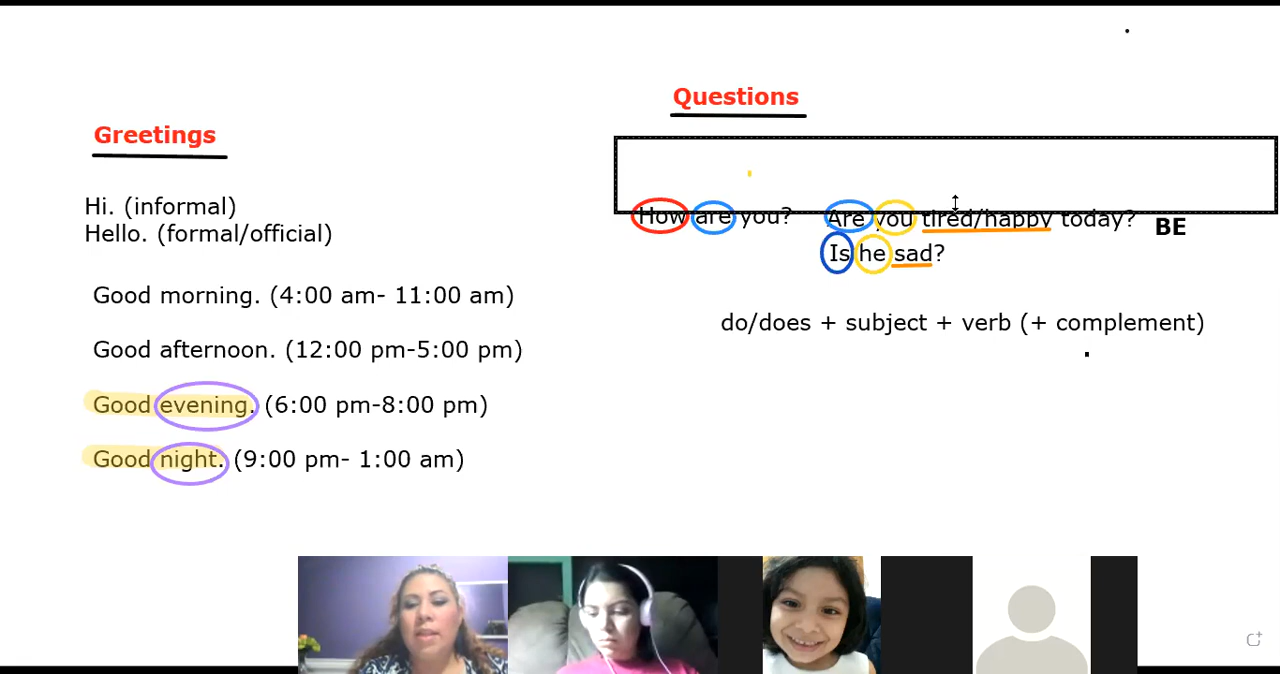 Greetings
Hi. (informal)
Hello. (formal/official)
Good morning. (4:00 am- 11:00 am)
Good afternoon. (12:00 pm-5:00 pm)
Good evening. (6:00 pm-8:00 pm)
Good night. (9:00 pm- 1:00 am)
Questions
How are you? Are you tired/happy today? BE
Is he sad?
do/does + subject + verb (+ complement)